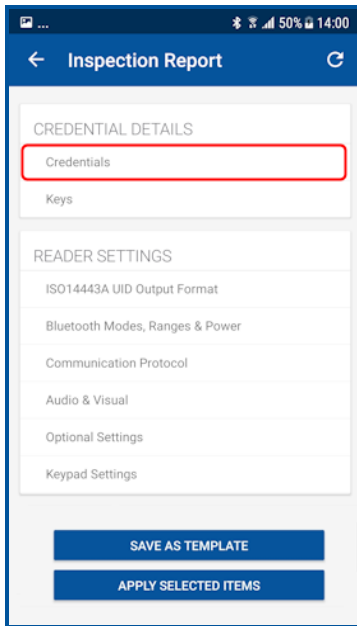 ... 50% 14:00
Inspection Report
CREDENTIAL DETAILS
Credentials
Keys
READER SETTINGS
ISO14443A UID Output Format
Bluetooth Modes, Ranges & Power
Communication Protocol
Audio & Visual
Optional Settings
Keypad Settings
SAVE AS TEMPLATE
APPLY SELECTED ITEMS